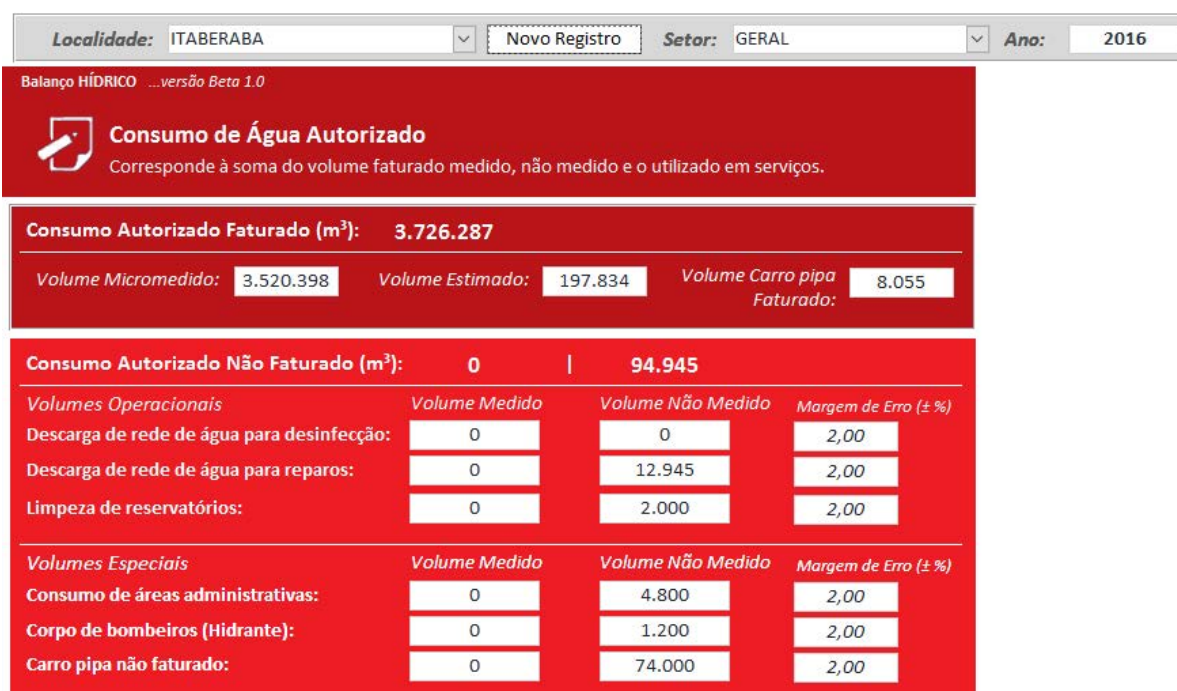 Localidade: ITABERABA Novo Registro Setor: GERAL Ano: 2016
Balanço HÍDRICO ...versão Beta 1.0
Consumo de Água Autorizado
Corresponde à soma do volume faturado medido, não medido e o utilizado em serviços.
Consumo Autorizado Faturado (m³): 3.726.287
Volume Micromedido: 3.520.398 Volume Estimado: 197.834 Volume Carro pipa Faturado: 8.055
Consumo Autorizado Não Faturado (m³): 0 | 94.945
Volumes Operacionais Volume Medido Volume Não Medido Margem de Erro (± %)
Descarga de rede de água para desinfecção: 0 0 2,00
Descarga de rede de água para reparos: 0 12.945 2,00
Limpeza de reservatórios: 0 2.000 2,00
Volumes Especiais Volume Medido Volume Não Medido Margem de Erro (± %)
Consumo de áreas administrativas: 0 4.800 2,00
Corpo de bombeiros (Hidrante): 0 1.200 2,00
Carro pipa não faturado: 0 74.000 2,00